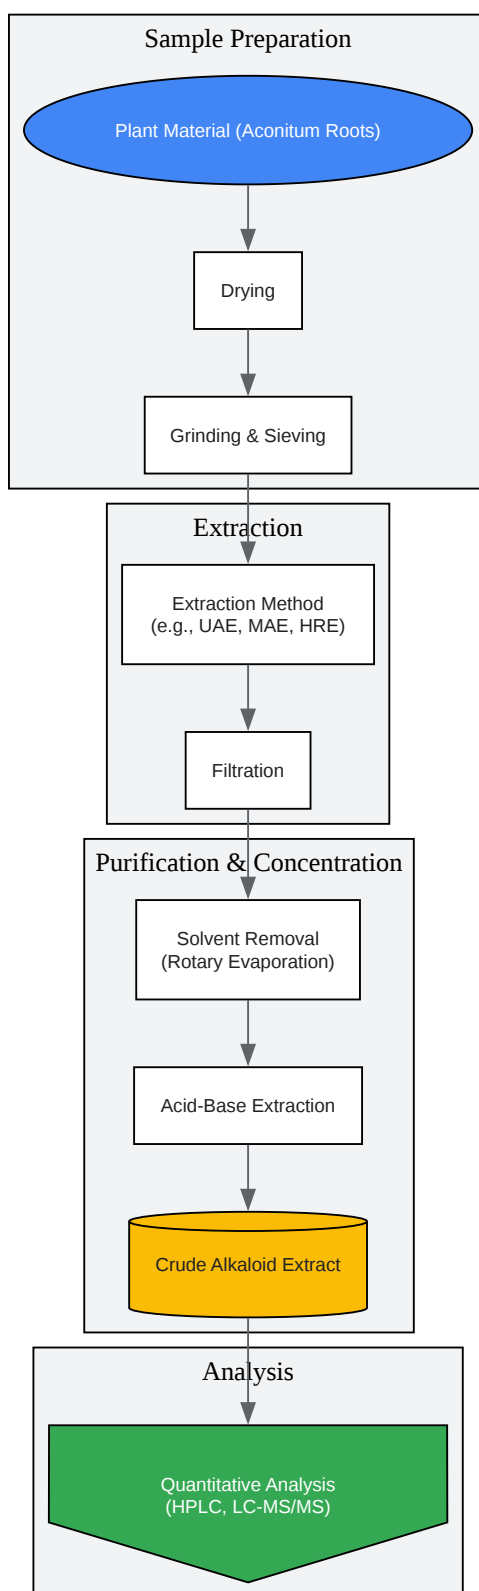 Sample Preparation
Plant Material (Aconitum Roots)
Drying
Grinding & Sieving
Extraction
Extraction Method
(e.g., UAE, MAE, HRE)
Filtration
Purification & Concentration
Solvent Removal
(Rotary Evaporation)
Acid-Base Extraction
Crude Alkaloid Extract
Analysis
Quantitative Analysis
(HPLC, LC-MS/MS)